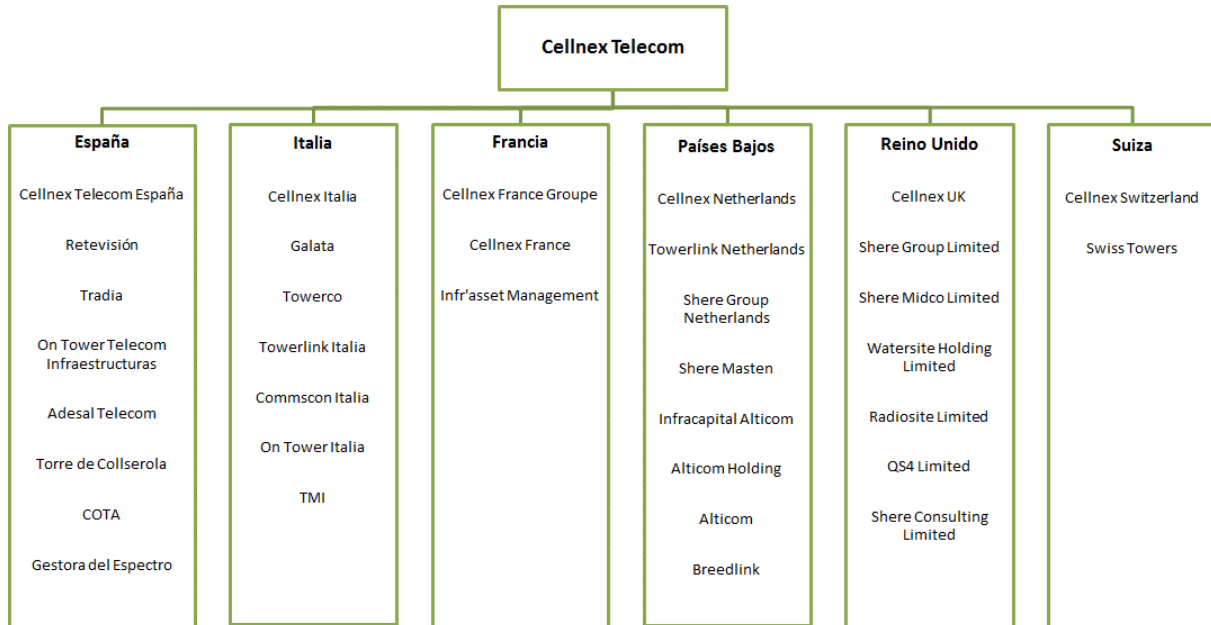 Cellnex Telecom
España
Cellnex Telecom España
Retevisión
Tradia
On Tower Telecom
Infraestructuras
Adesal Telecom
Torre de Collserola
COTA
Gestora del Espectro
Italia
Cellnex Italia
Galata
Towerco
Towerlink Italia
Commscon Italia
On Tower Italia
TMI
Francia
Cellnex France Groupe
Cellnex France
Infr'asset Management
Países Bajos
Cellnex Netherlands
Towerlink Netherlands
Shere Group
Netherlands
Shere Masten
Infracapital Alticom
Alticom Holding
Alticom
Breedlink
Reino Unido
Cellnex UK
Shere Group Limited
Shere Midco Limited
Watersite Holding
Limited
Radiosite Limited
QS4 Limited
Shere Consulting
Limited
Suiza
Cellnex Switzerland
Swiss Towers